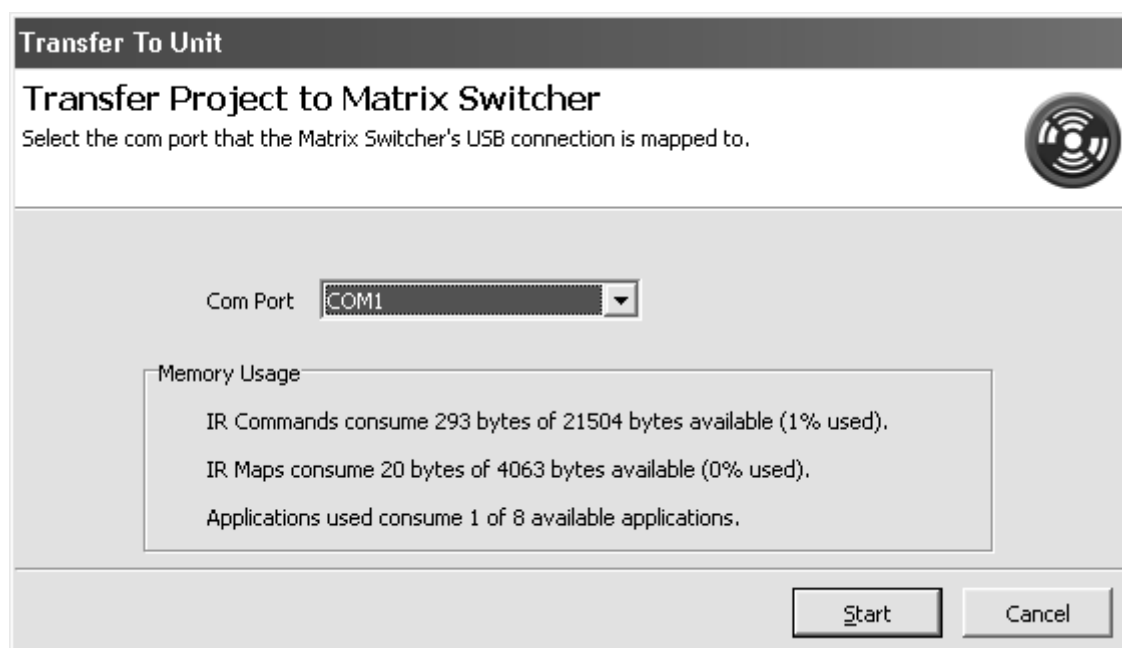 Transfer To Unit
Transfer Project to Matrix Switcher
Select the com port that the Matrix Switcher's USB connection is mapped to.
Com Port COM1
Memory Usage
IR Commands consume 293 bytes of 21504 bytes available (1% used).
IR Maps consume 20 bytes of 4063 bytes available (0% used).
Applications used consume 1 of 8 available applications.
Start Cancel